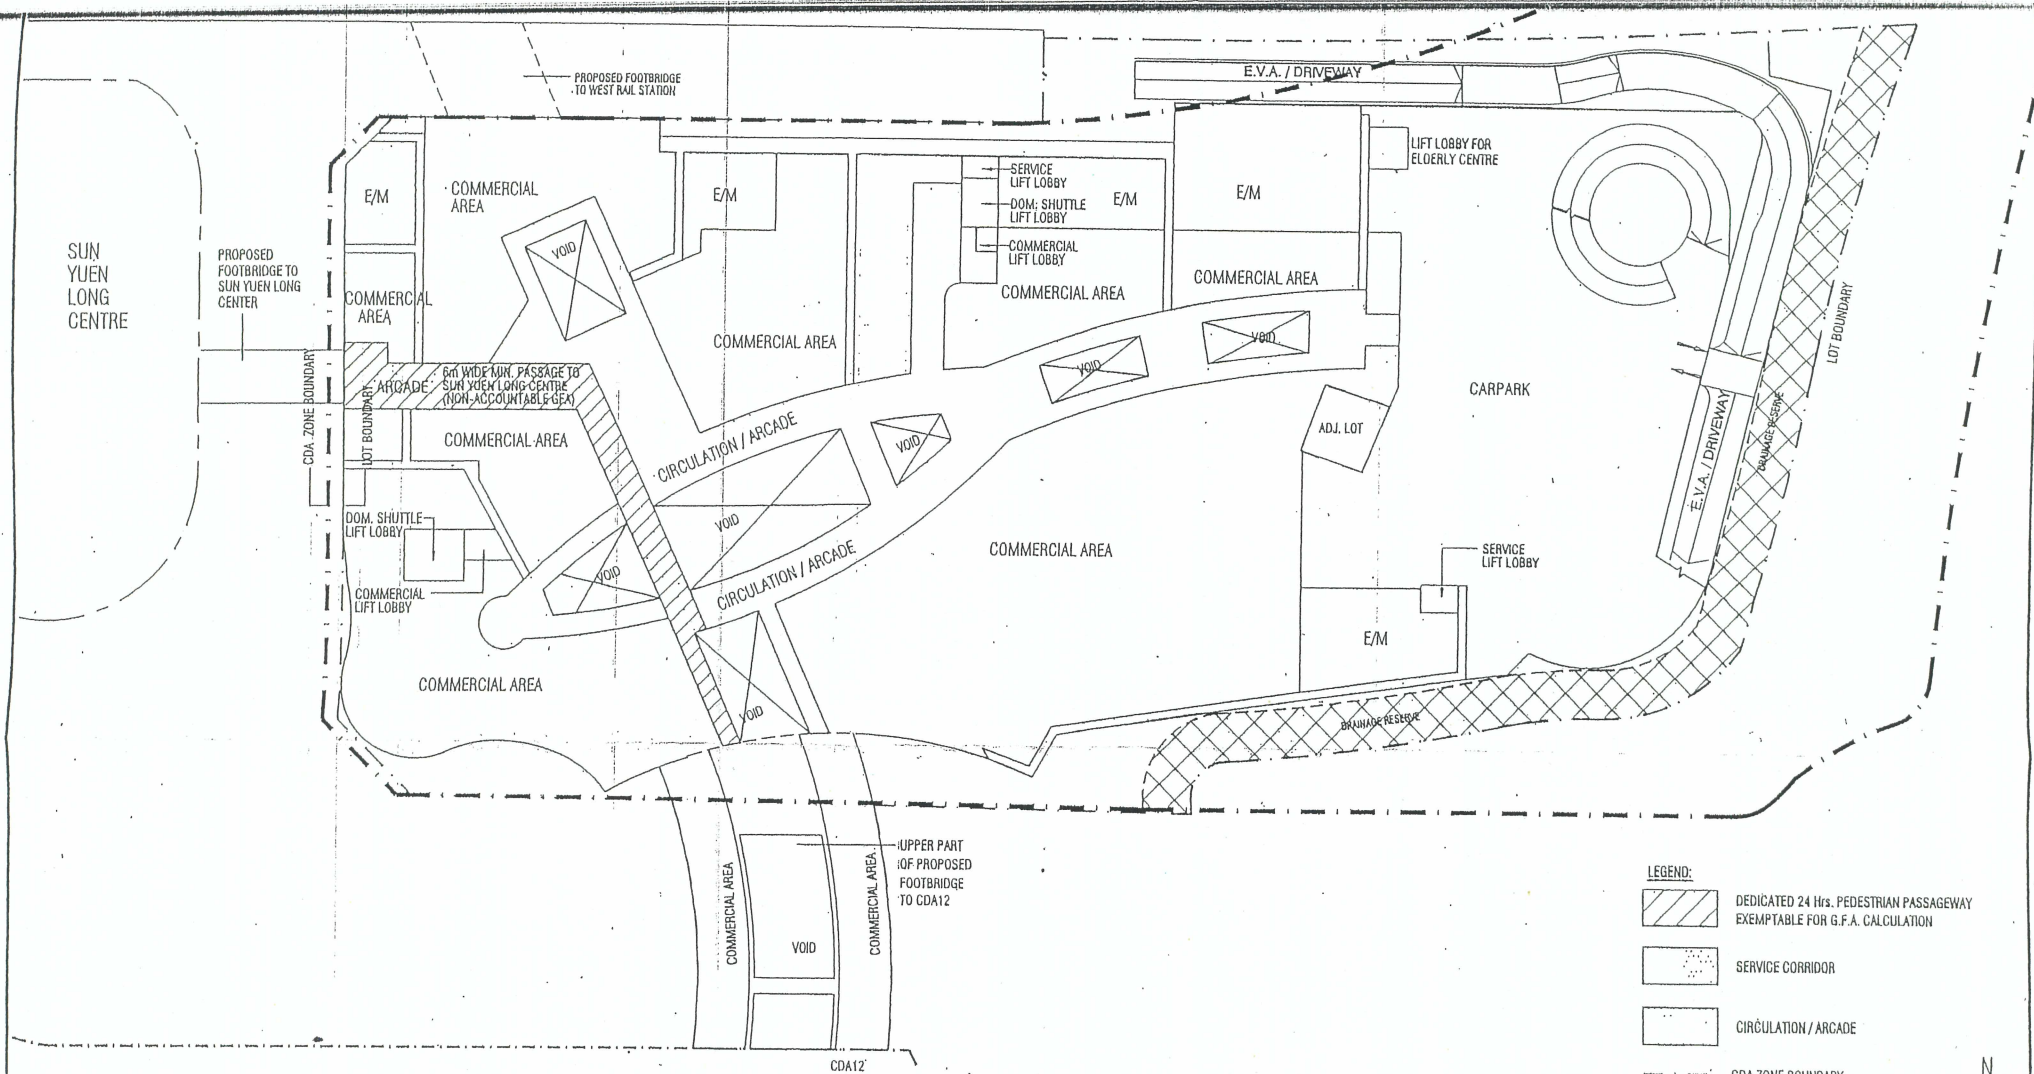 PROPOSED FOOTBRIDGE
TO WEST RAIL STATION
E.V.A. / DRIVEWAY
E/M
COMMERCIAL
AREA
E/M
SERVICE
LIFT LOBBY
DOM. SHUTTLE
LIFT LOBBY
COMMERCIAL
LIFT LOBBY
E/M
E/M
LIFT LOBBY FOR
ELDERLY CENTRE
SUN
YUEN
LONG
CENTRE
PROPOSED
FOOTBRIDGE TO
SUN YUEN LONG
CENTER
VOID
COMMERCIAL
AREA
COMMERCIAL AREA
COMMERCIAL AREA
COMMERCIAL AREA
VOID
VOID
LOT BOUNDARY
CDA ZONE BOUNDARY
LOT BOUNDARY
ARCADE
6m WIDE MIN. PASSAGE TO
SUN YUEN LONG CENTRE
(NON-ACCOUNTABLE GFA)
CARPARK
COMMERCIAL AREA
CIRCULATION / ARCADE
VOID
ADJ. LOT
DRAINAGE RESERVE
E.V.A. / DRIVEWAY
DOM. SHUTTLE
LIFT LOBBY
VOID
VOID
CIRCULATION / ARCADE
COMMERCIAL AREA
SERVICE
LIFT LOBBY
COMMERCIAL
LIFT LOBBY
E/M
COMMERCIAL AREA
VOID
DRAINAGE RESERVE
UPPER PART
OF PROPOSED
FOOTBRIDGE
TO CDA12
COMMERCIAL AREA
COMMERCIAL AREA
VOID
CDA12
LEGEND:
DEDICATED 24 Hrs. PEDESTRIAN PASSAGEWAY
EXEMPTABLE FOR G.F.A. CALCULATION
SERVICE CORRIDOR
CIRCULATION / ARCADE
CDA ZONE BOUNDARY
N